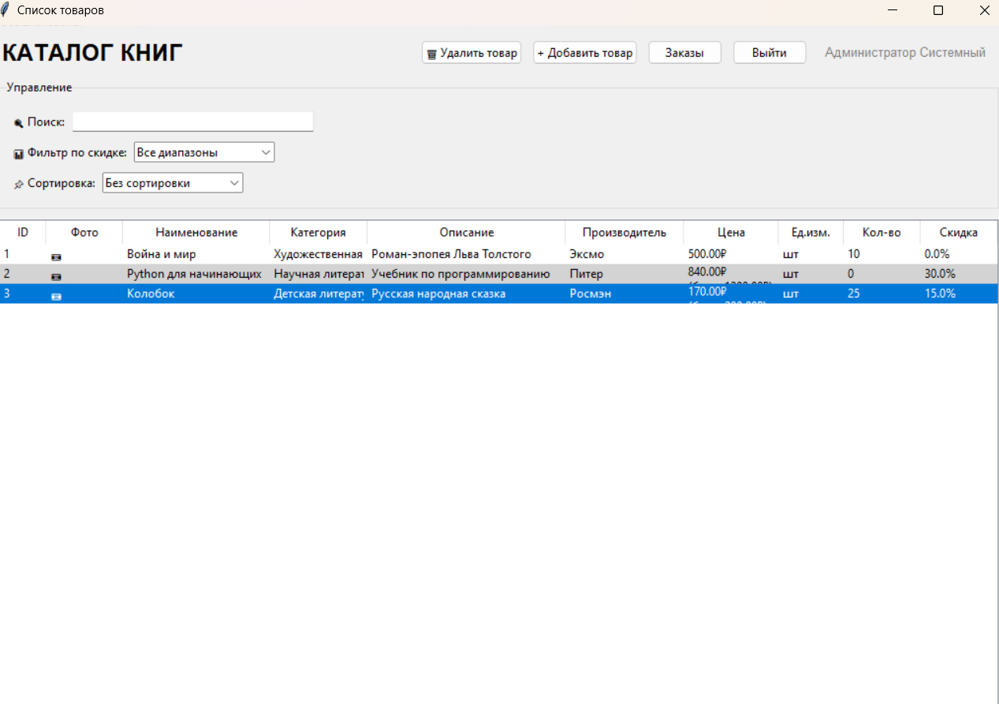 Список товаров
КАТАЛОГ КНИГ Удалить товар + Добавить товар Заказы Выйти Администратор Системный
Управление
Поиск:
Фильтр по скидке: Все диапазоны
Сортировка: Без сортировки
ID Фото Наименование Категория Описание Производитель Цена Ед.изм. Кол-во Скидка
1 Война и мир Художественная Роман-эпопея Льва Толстого Эксмо 500.00₽ шт 10 0.0%
2 Python для начинающих Научная литерат Учебник по программированию Питер 840.00₽ шт 0 30.0%
3 Колобок Детская литерат Русская народная сказка Росмэн 170.00₽ шт 25 15.0%